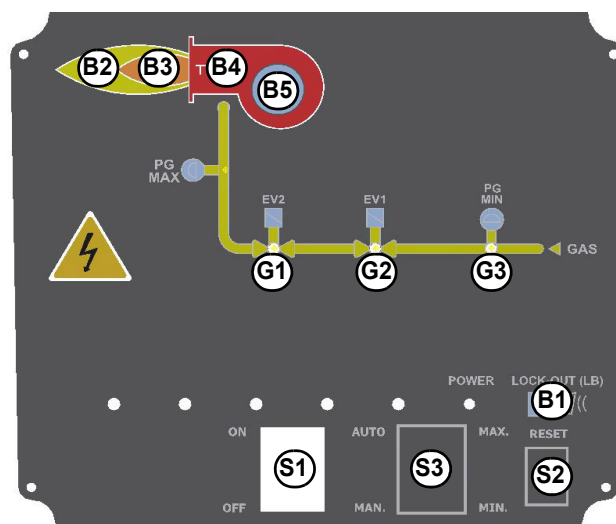 B2 B3 T B4
B5
PG
MAX
EV2 EV1 PG
MIN
GAS
G1 G2 G3
POWER LOCK-OUT (LB)
B1
ON AUTO MAX. RESET
S1 S3 S2
OFF MAN. MIN.